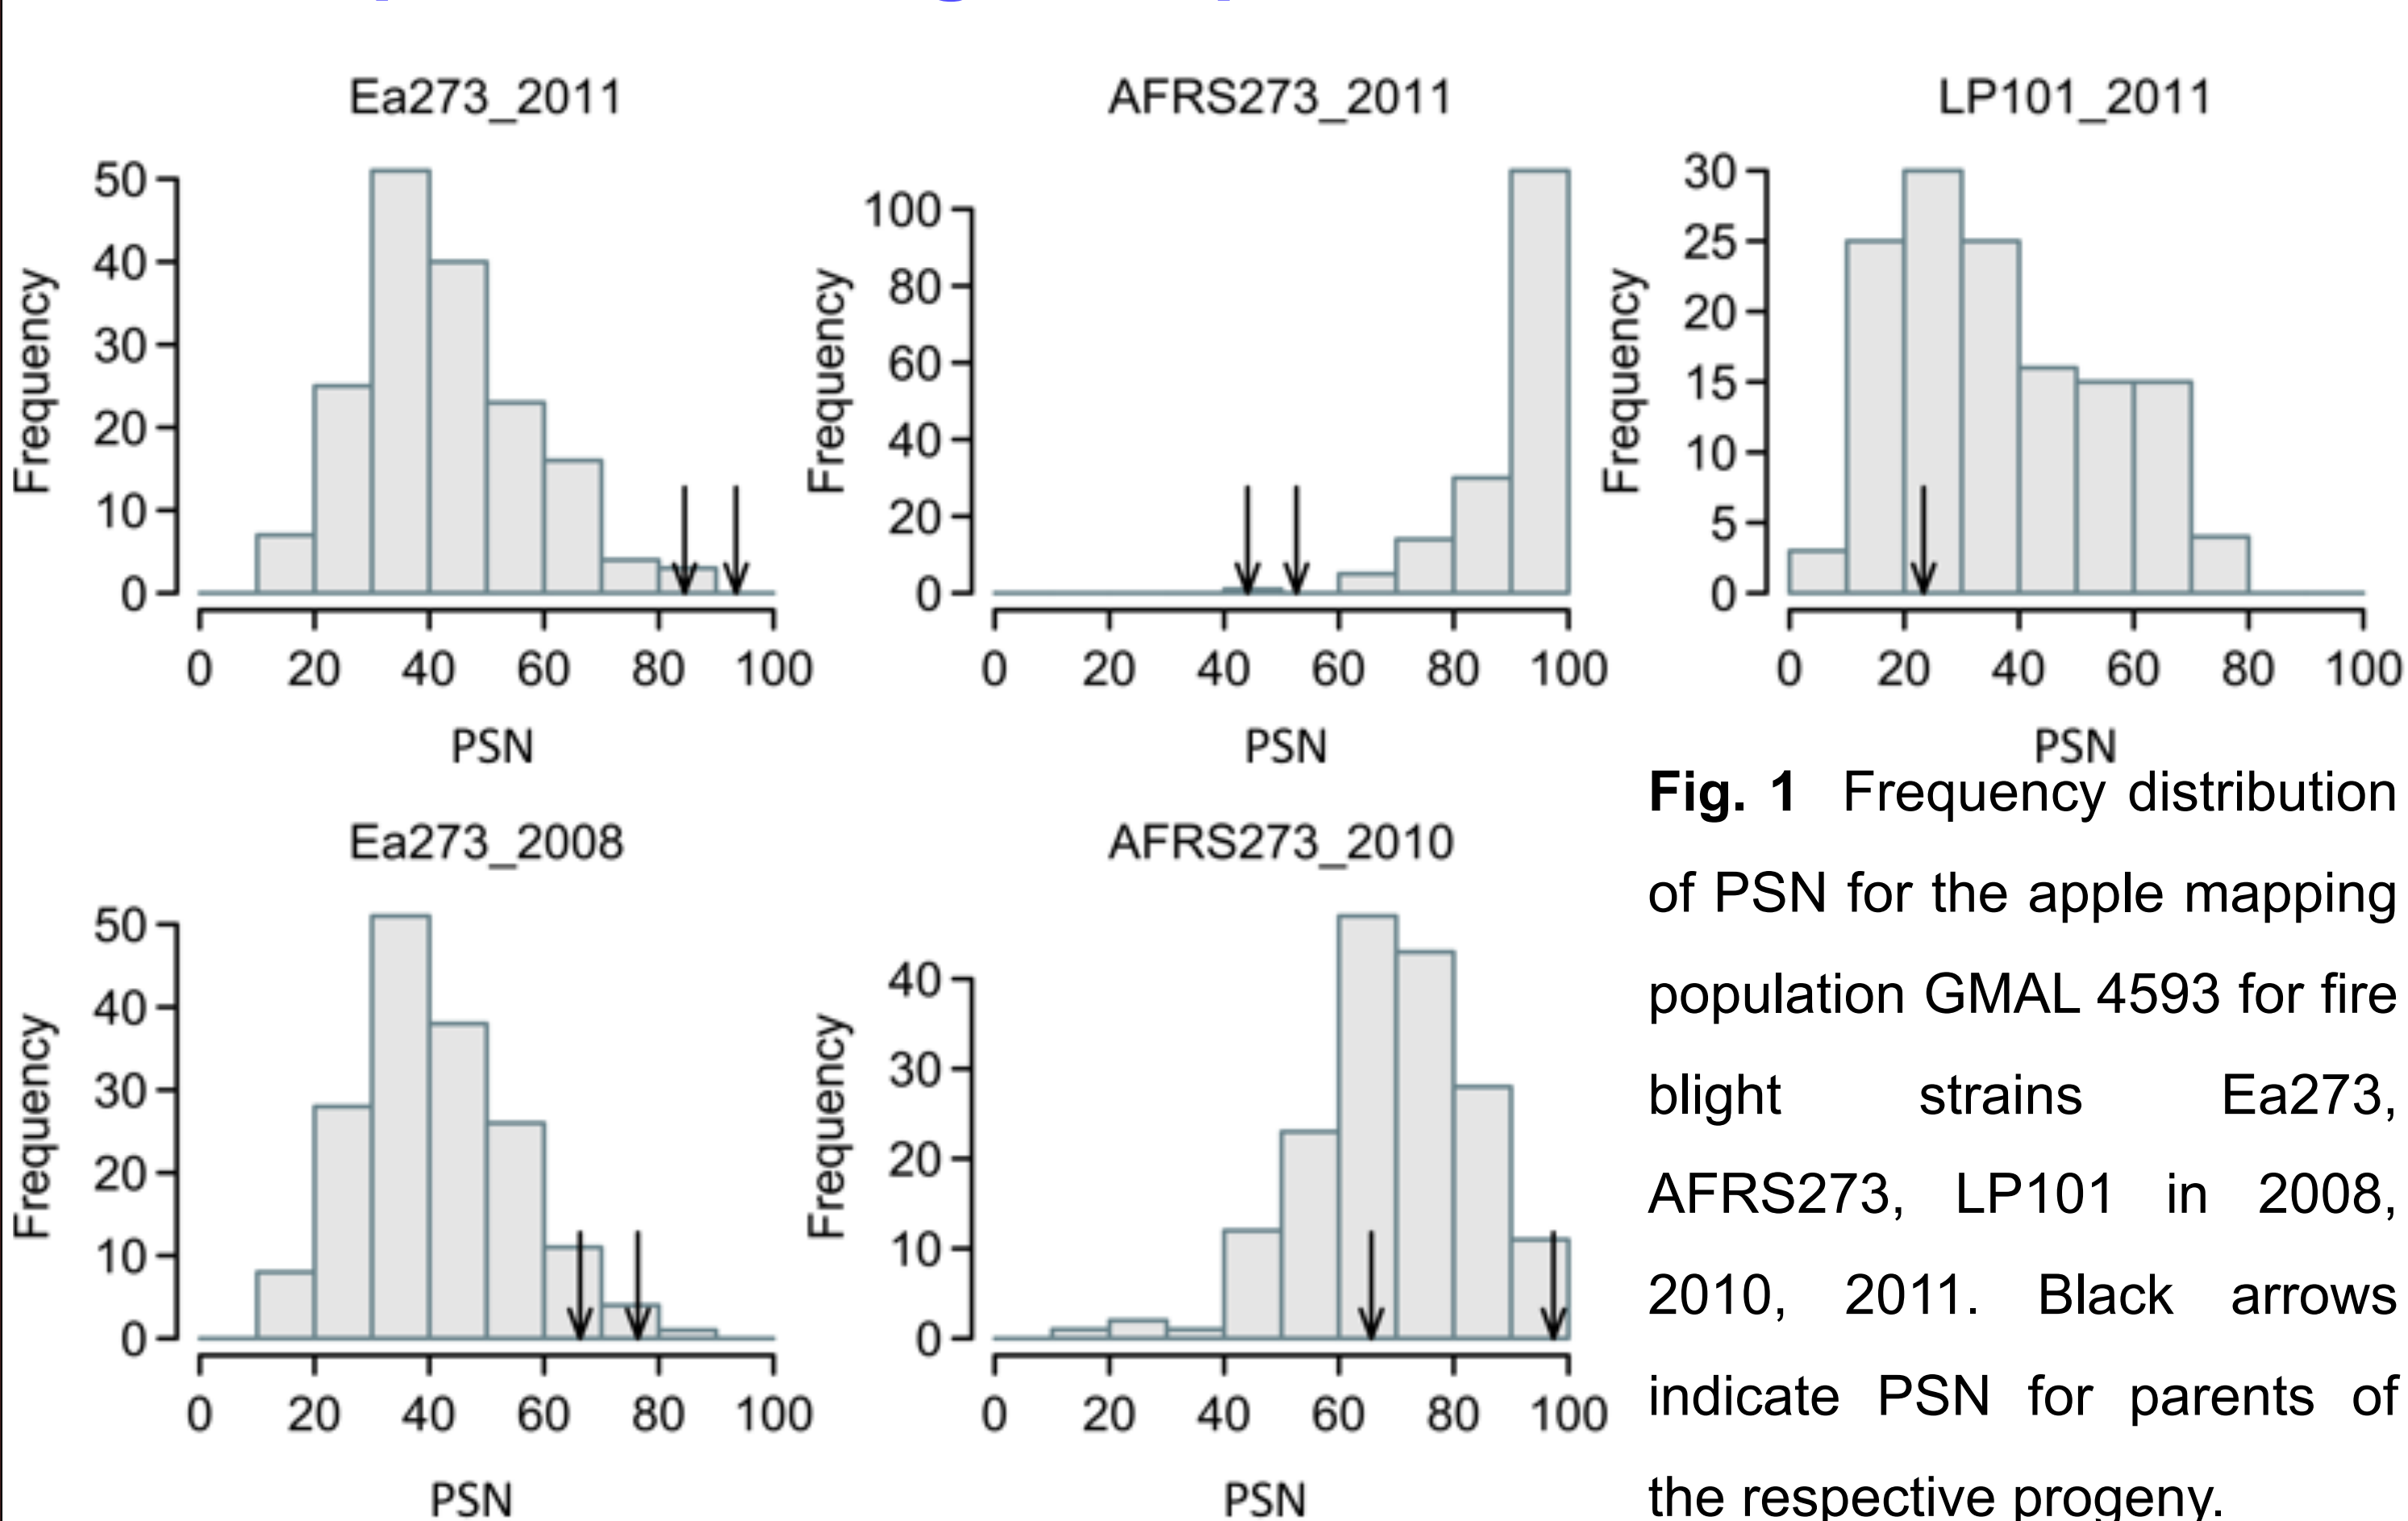 Ea273_2011
50
40
30
20
10
0
Frequency
0 20 40 60 80 100
PSN
AFRS273_2011
100
80
60
40
20
0
Frequency
0 20 40 60 80 100
PSN
LP101_2011
30
25
20
15
10
5
0
Frequency
0 20 40 60 80 100
PSN
Ea273_2008
50
40
30
20
10
0
Frequency
0 20 40 60 80 100
PSN
AFRS273_2010
40
30
20
10
0
Frequency
0 20 40 60 80 100
PSN
Fig. 1 Frequency distribution
of PSN for the apple mapping
population GMAL 4593 for fire
blight strains Ea273,
AFRS273, LP101 in 2008,
2010, 2011. Black arrows
indicate PSN for parents of
the respective progeny.